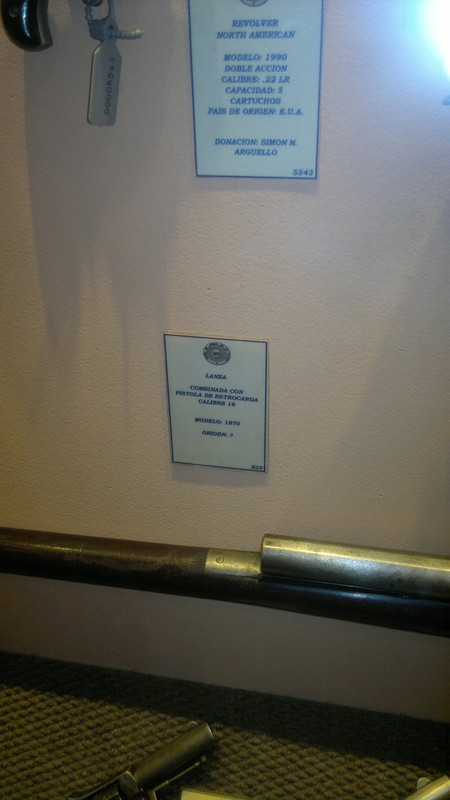 00005543
REVOLVER
NORTH AMERICAN
MODELO: 1990
DOBLE ACCION
CALIBRE: .22 LR
CAPACIDAD: 5
CARTUCHOS
PAIS DE ORIGEN: E.U.A.
DONACION: SIMON N.
ARGUELLO
5543
LANZA
COMBINADA CON
PISTOLA DE RETROCARGA
CALIBRE 16
MODELO: 1870
ORIGEN: ?